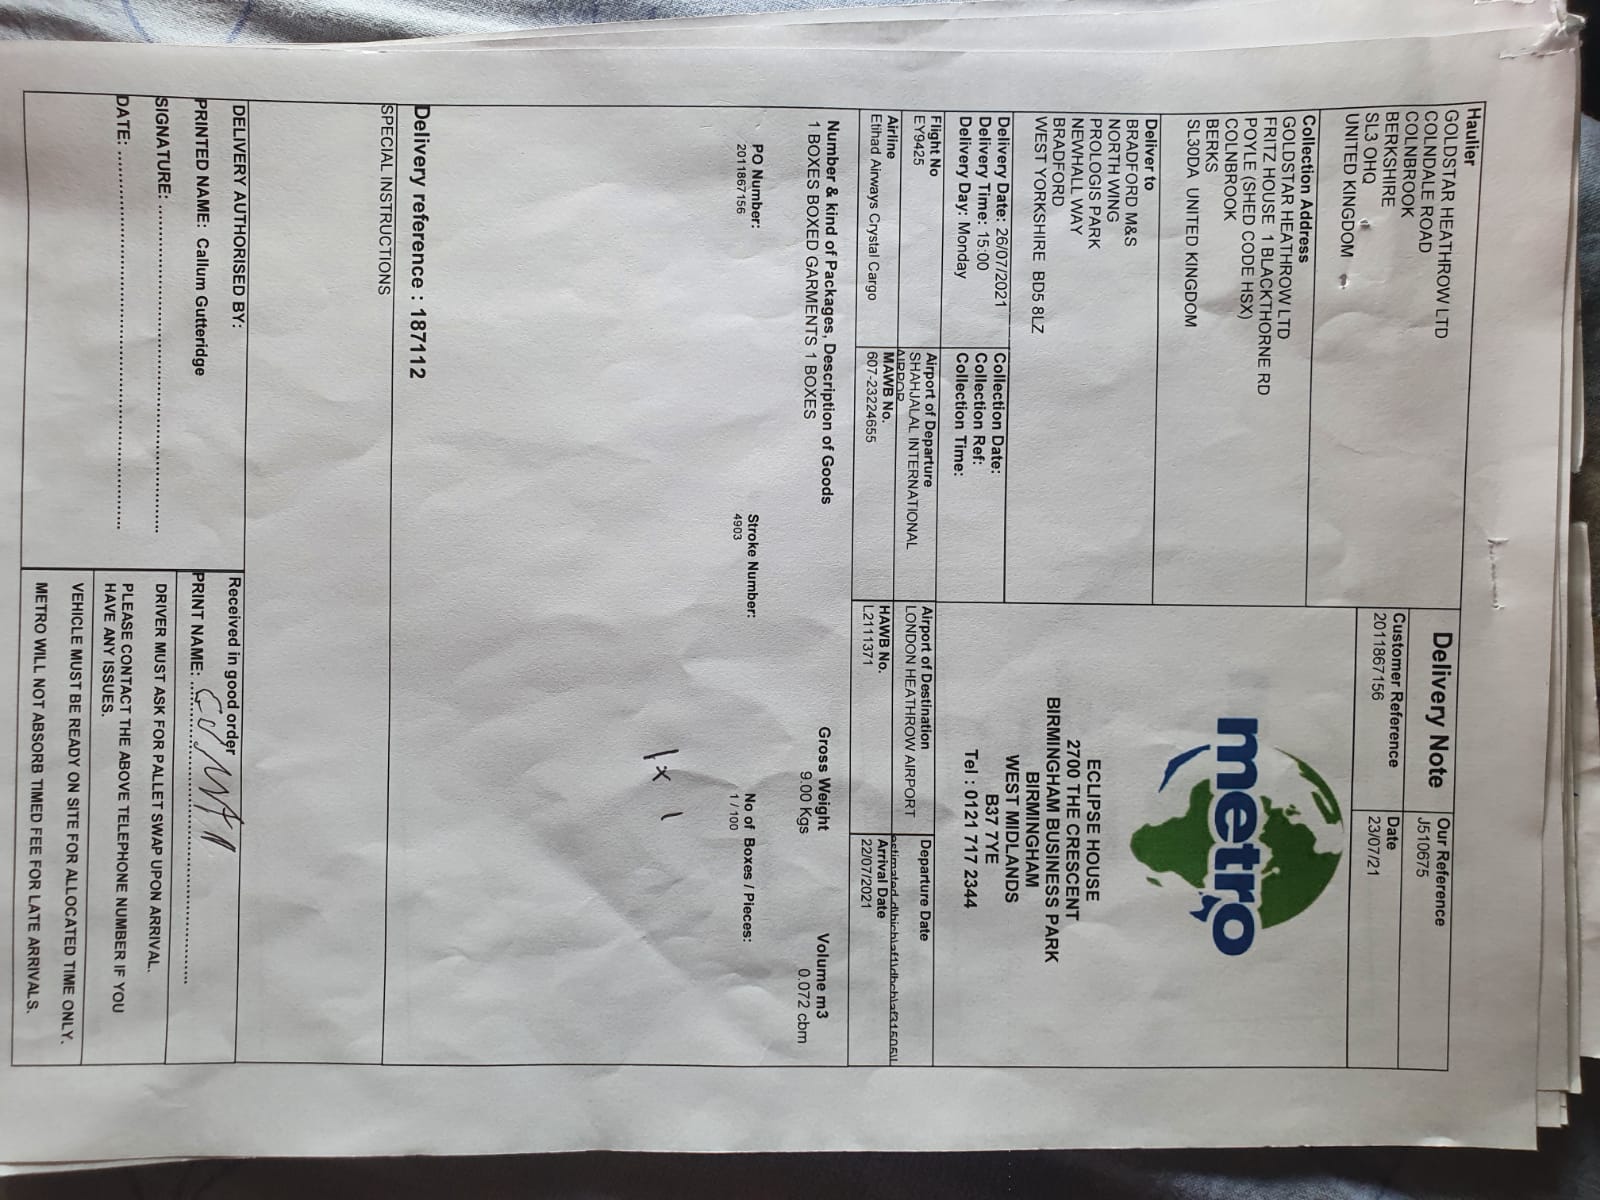 Delivery Note
Our Reference
J510675
Customer Reference
2011867156
Date
23/07/21
Haulier
GOLDSTAR HEATHROW LTD
COLNDALE ROAD
COLNBROOK
BERKSHIRE
SL3 OHQ
UNITED KINGDOM
Collection Address
GOLDSTAR HEATHROW LTD
FRITZ HOUSE 1 BLACKTHORNE RD
POYLE (SHED CODE HSX)
COLNBROOK
BERKS
SL30DA UNITED KINGDOM
Deliver to
BRADFORD M&S
NORTH WING
PROLOGIS PARK
NEWHALL WAY
BRADFORD
WEST YORKSHIRE BD5 8LZ
metro
ECLIPSE HOUSE
2700 THE CRESCENT
BIRMINGHAM BUSINESS PARK
BIRMINGHAM
WEST MIDLANDS
B37 7YE
Tel : 0121 717 2344
Delivery Date: 26/07/2021
Delivery Time: 15:00
Delivery Day: Monday
Collection Date:
Collection Ref:
Collection Time:
Flight No
EY9425
Airport of Departure
SHAHJALAL INTERNATIONAL
AIRPOR
Airport of Destination
LONDON HEATHROW AIRPORT
Departure Date
Airline
Etihad Airways Crystal Cargo
MAWB No.
607-23224655
HAWB No.
L2111371
Arrival Date
22/07/2021
Number & kind of Packages, Description of Goods
1 BOXES BOXED GARMENTS 1 BOXES
Gross Weight
9.00 Kgs
Volume m3
0.072 cbm
PO Number:
2011867156
Stroke Number:
4903
No of Boxes / Pieces:
1 / 100
1 x 1
Delivery reference : 187112
SPECIAL INSTRUCTIONS
DELIVERY AUTHORISED BY:
PRINTED NAME: Callum Gutteridge
SIGNATURE:
DATE:
Received in good order
PRINT NAME:
DRIVER MUST ASK FOR PALLET SWAP UPON ARRIVAL.
PLEASE CONTACT THE ABOVE TELEPHONE NUMBER IF YOU
HAVE ANY ISSUES.
VEHICLE MUST BE READY ON SITE FOR ALLOCATED TIME ONLY.
METRO WILL NOT ABSORB TIMED FEE FOR LATE ARRIVALS.